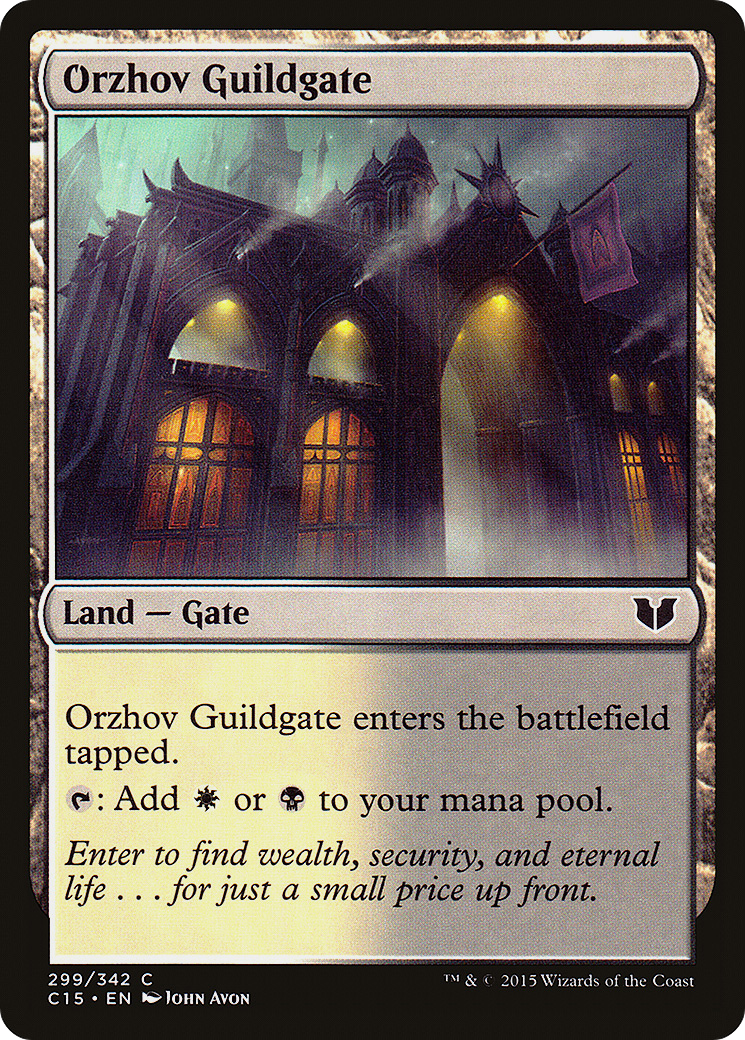 Orzhov Guildgate
Land — Gate
Orzhov Guildgate enters the battlefield
tapped.
: Add or to your mana pool.
Enter to find wealth, security, and eternal
life . . . for just a small price up front.
299/342 C
C15 • EN John Avon
™ & © 2015 Wizards of the Coast